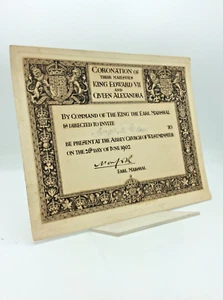 CORONATION OF
THEIR MAJESTIES
KING EDWARD VII
AND
QUEEN ALEXANDRA
BY COMMAND OF THE KING THE EARL MARSHAL
IS DIRECTED TO INVITE
TO
BE PRESENT AT THE ABBEY CHURCH OF WESTMINSTER
ON THE 26TH DAY OF JUNE 1902
Norfolk
EARL MARSHAL